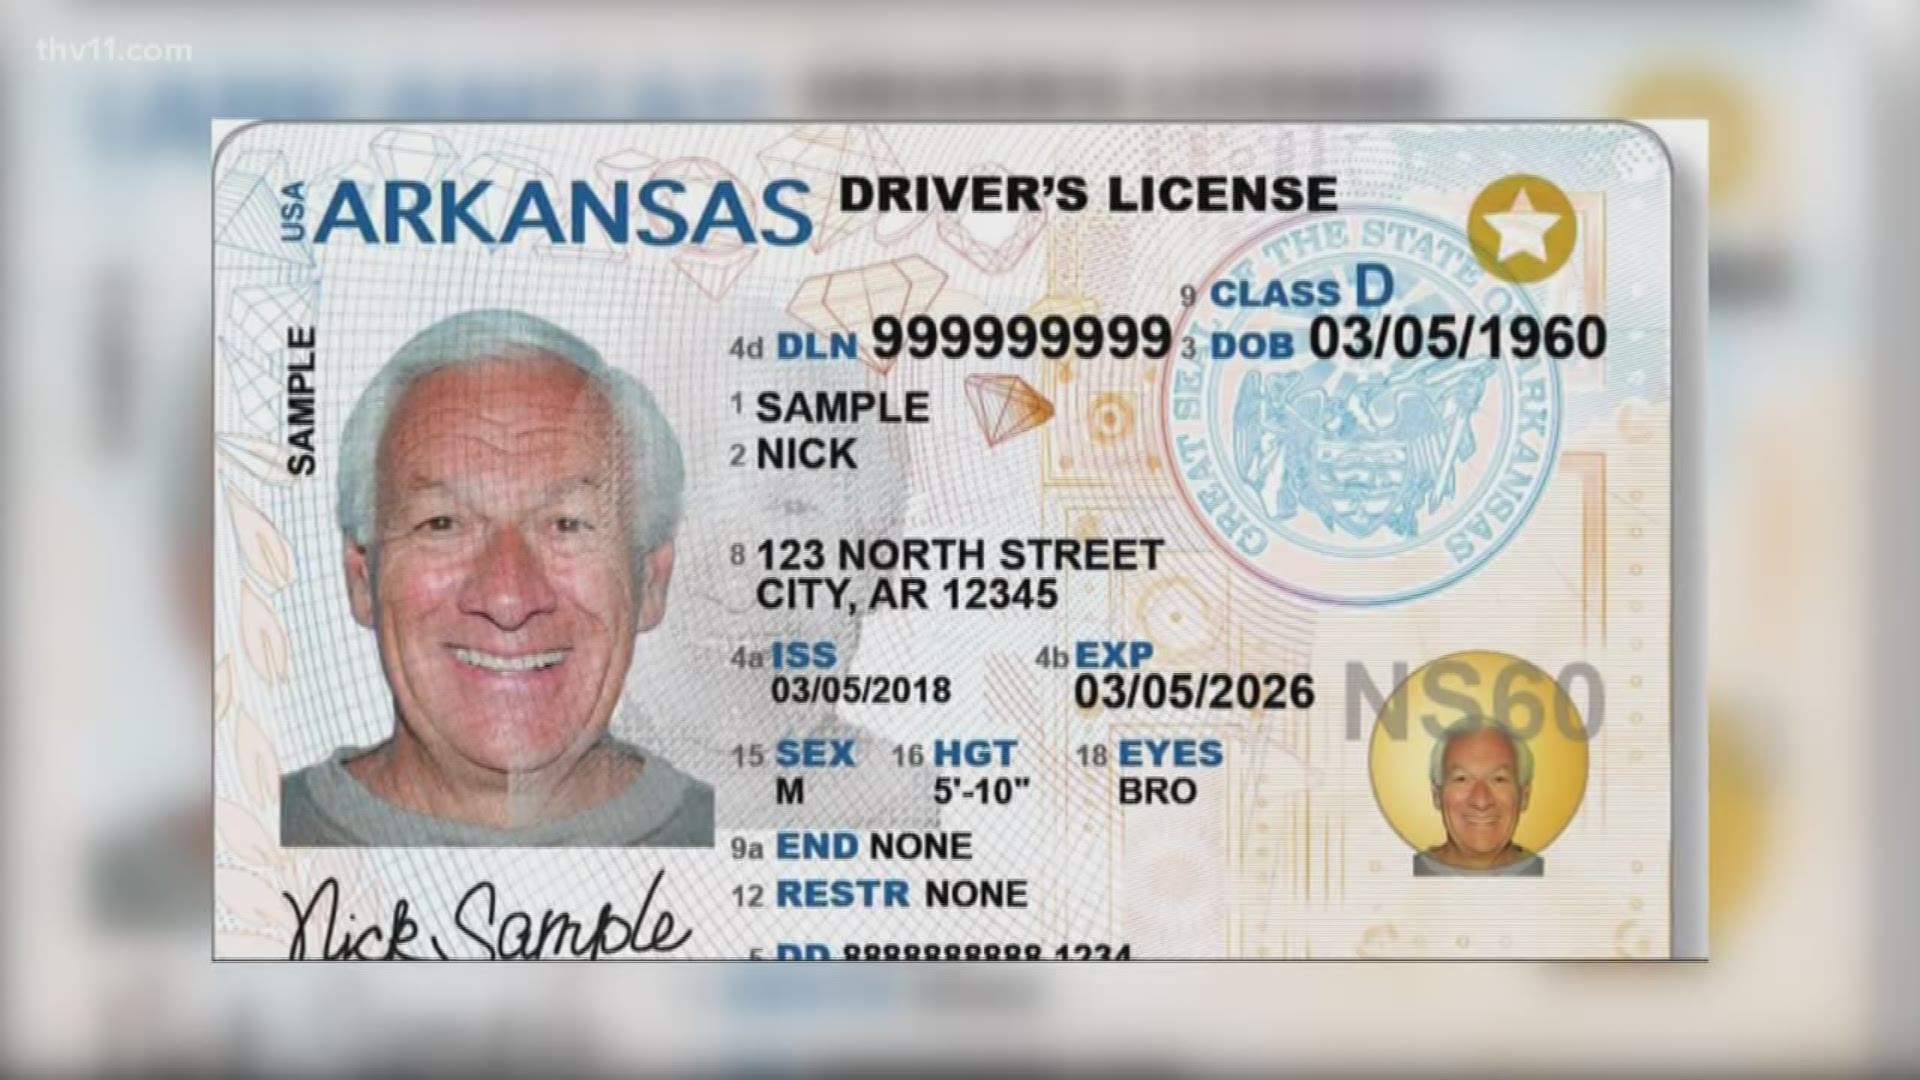 thv11.com
USA ARKANSAS DRIVER'S LICENSE
SAMPLE
9 CLASS D
4d DLN 999999999 3 DOB 03/05/1960
1 SAMPLE
2 NICK
8 123 NORTH STREET
CITY, AR 12345
4a ISS 4b EXP
03/05/2018 03/05/2026
15 SEX 16 HGT 18 EYES
M 5'-10" BRO
9a END NONE
12 RESTR NONE
5 DD 8888888888 1234
Nick Sample
GREAT SEAL OF THE STATE OF ARKANSAS
NS60